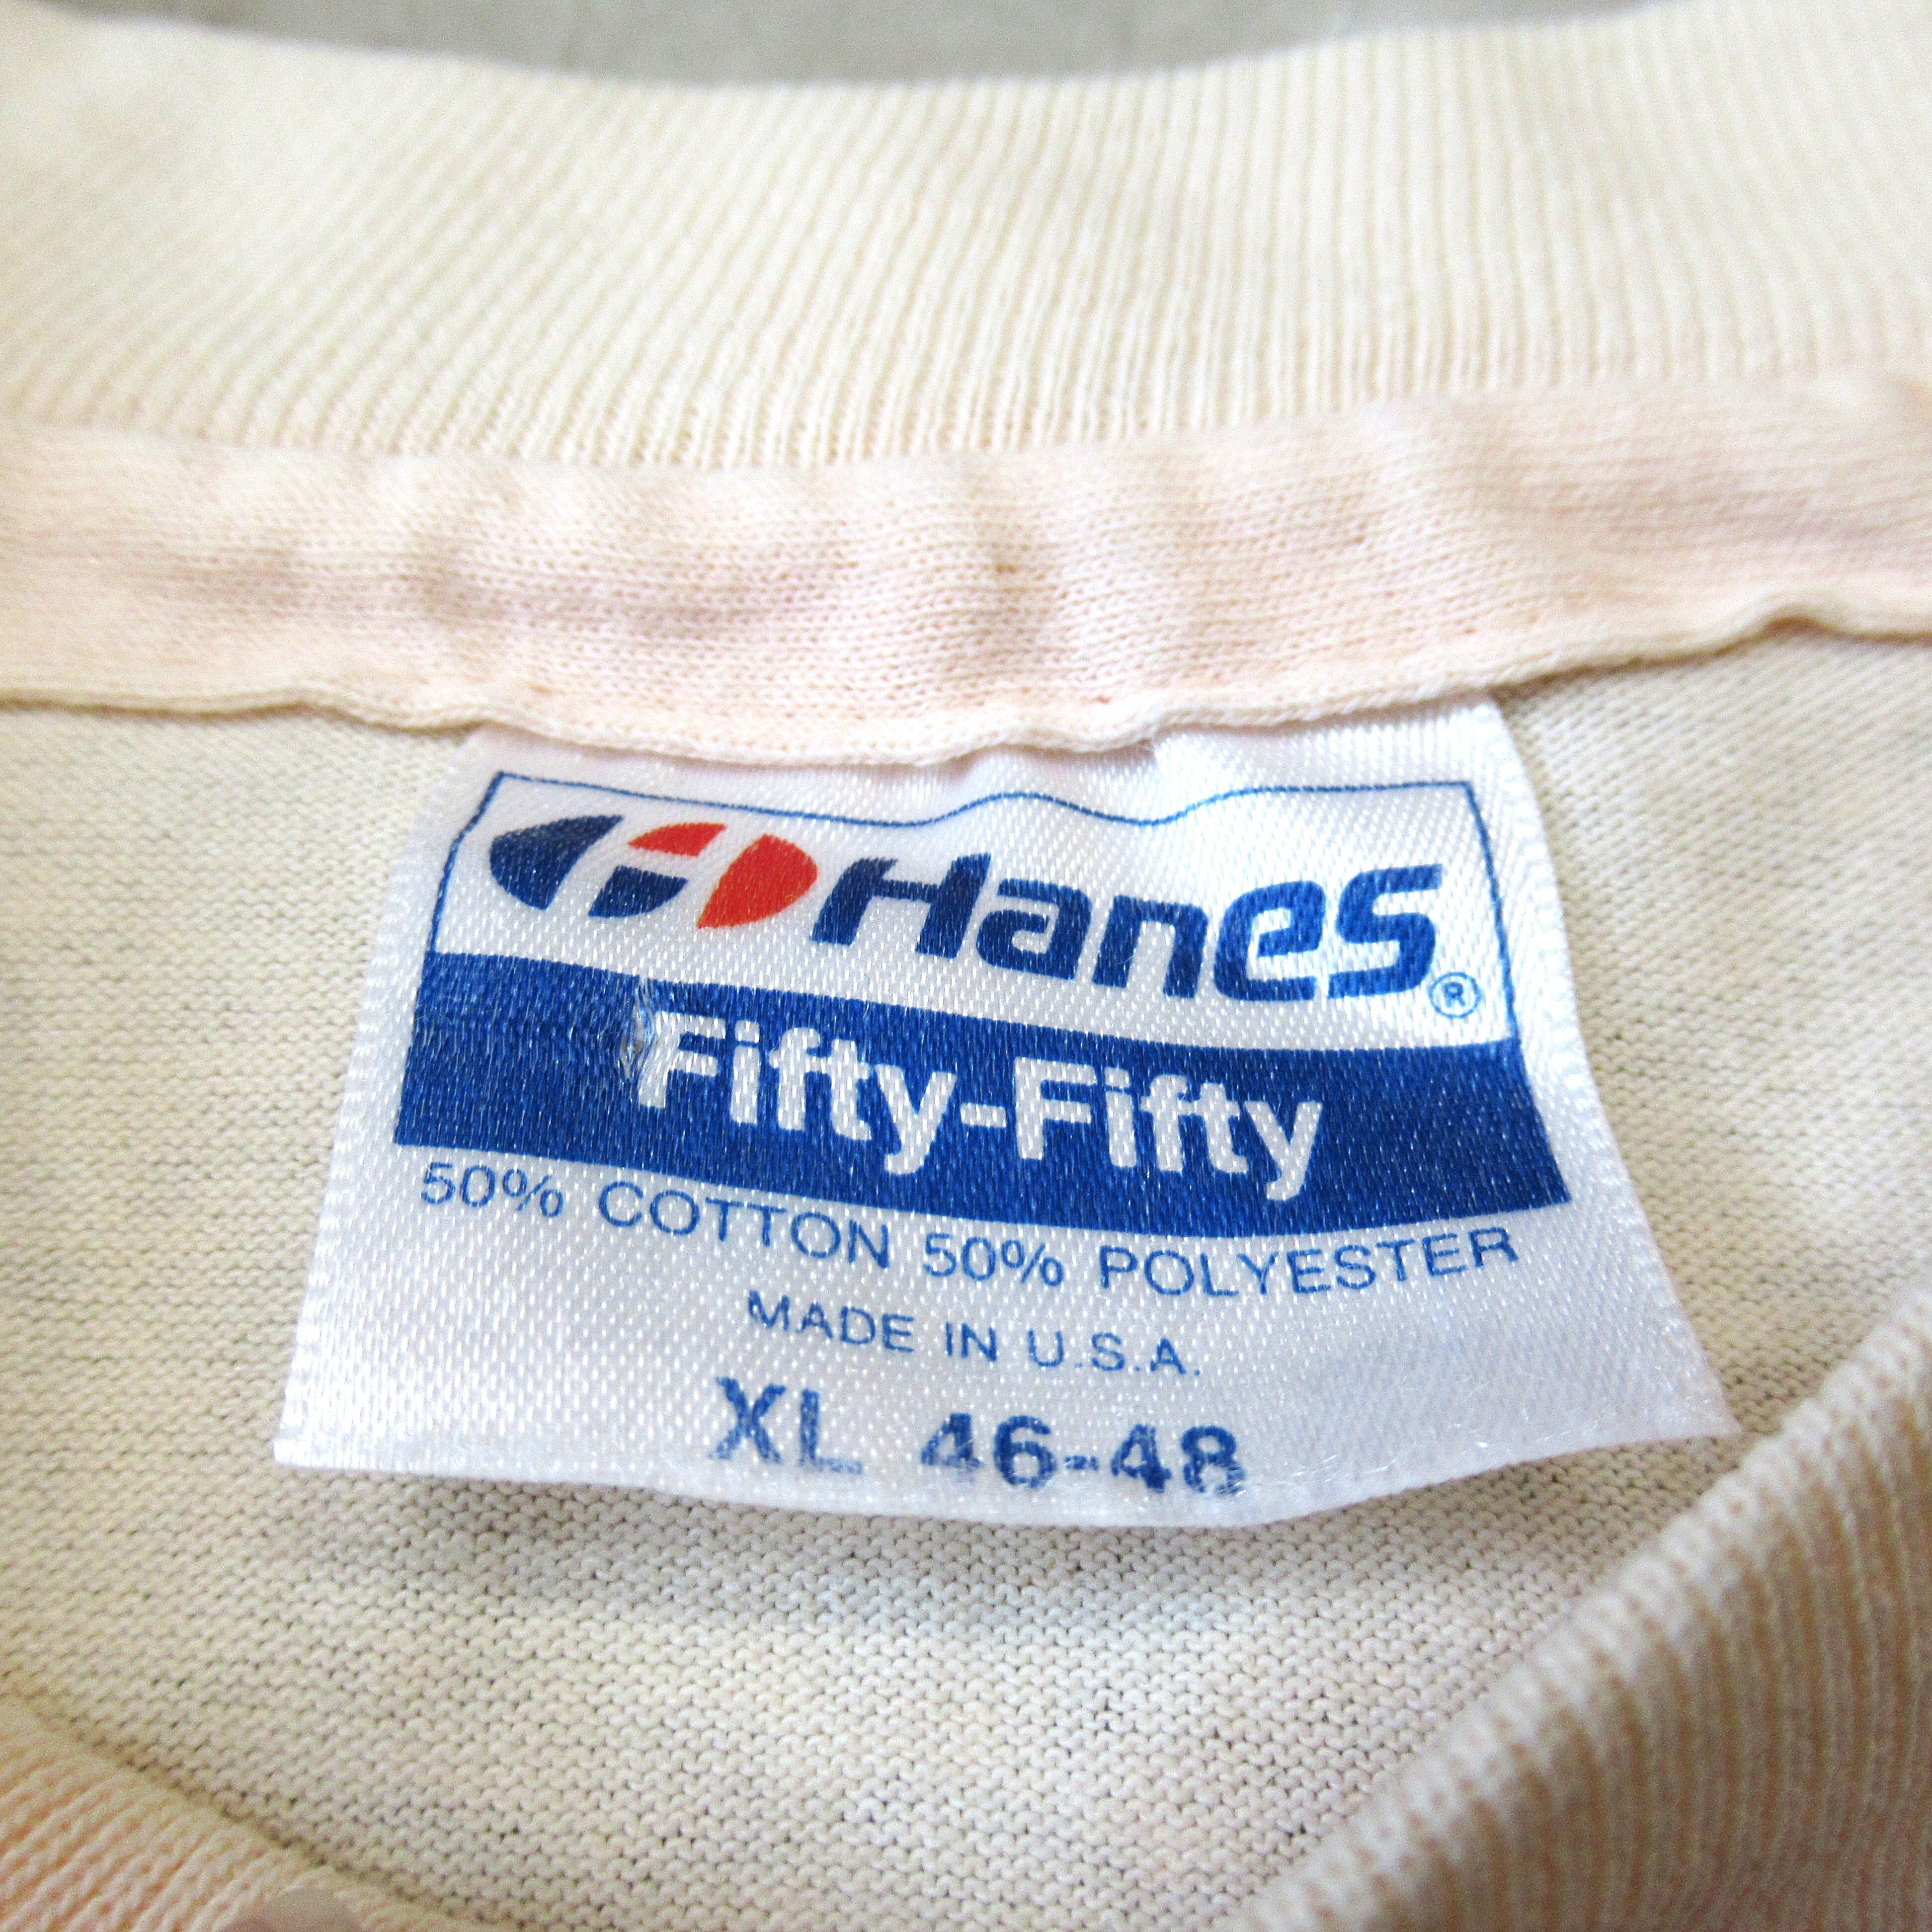 Hanes®
Fifty-Fifty
50% COTTON 50% POLYESTER
MADE IN U.S.A.
XL 46-48